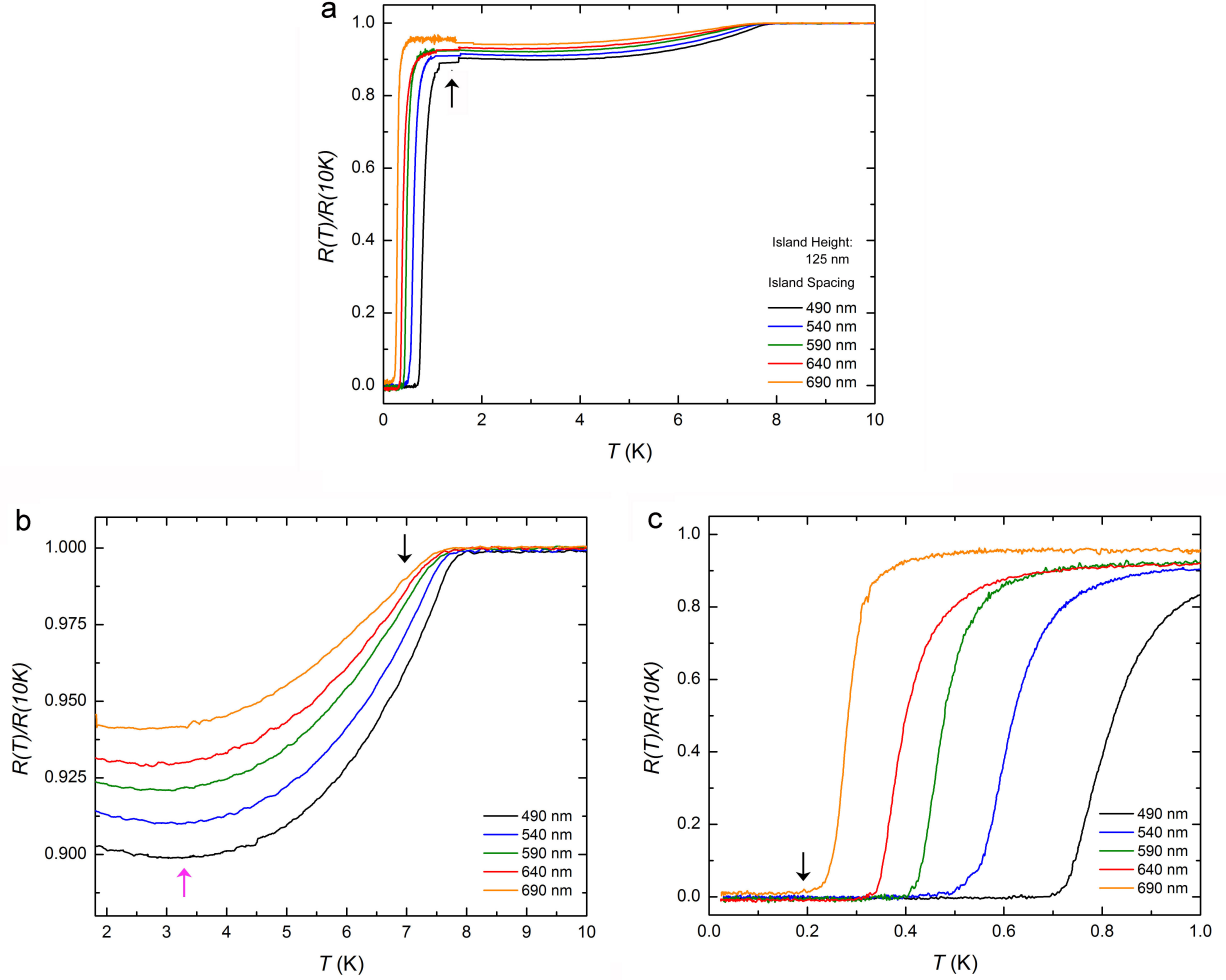 a
R(T)/R(10K)
1.0
0.8
0.6
0.4
0.2
0.0
0
2
4
6
8
10
T (K)
Island Height:
125 nm
Island Spacing
490 nm
540 nm
590 nm
640 nm
690 nm
b
R(T)/R(10K)
1.000
0.975
0.950
0.925
0.900
2
3
4
5
6
7
8
9
10
T (K)
490 nm
540 nm
590 nm
640 nm
690 nm
c
R(T)/R(10K)
1.0
0.8
0.6
0.4
0.2
0.0
0.0
0.2
0.4
0.6
0.8
1.0
T (K)
490 nm
540 nm
590 nm
640 nm
690 nm